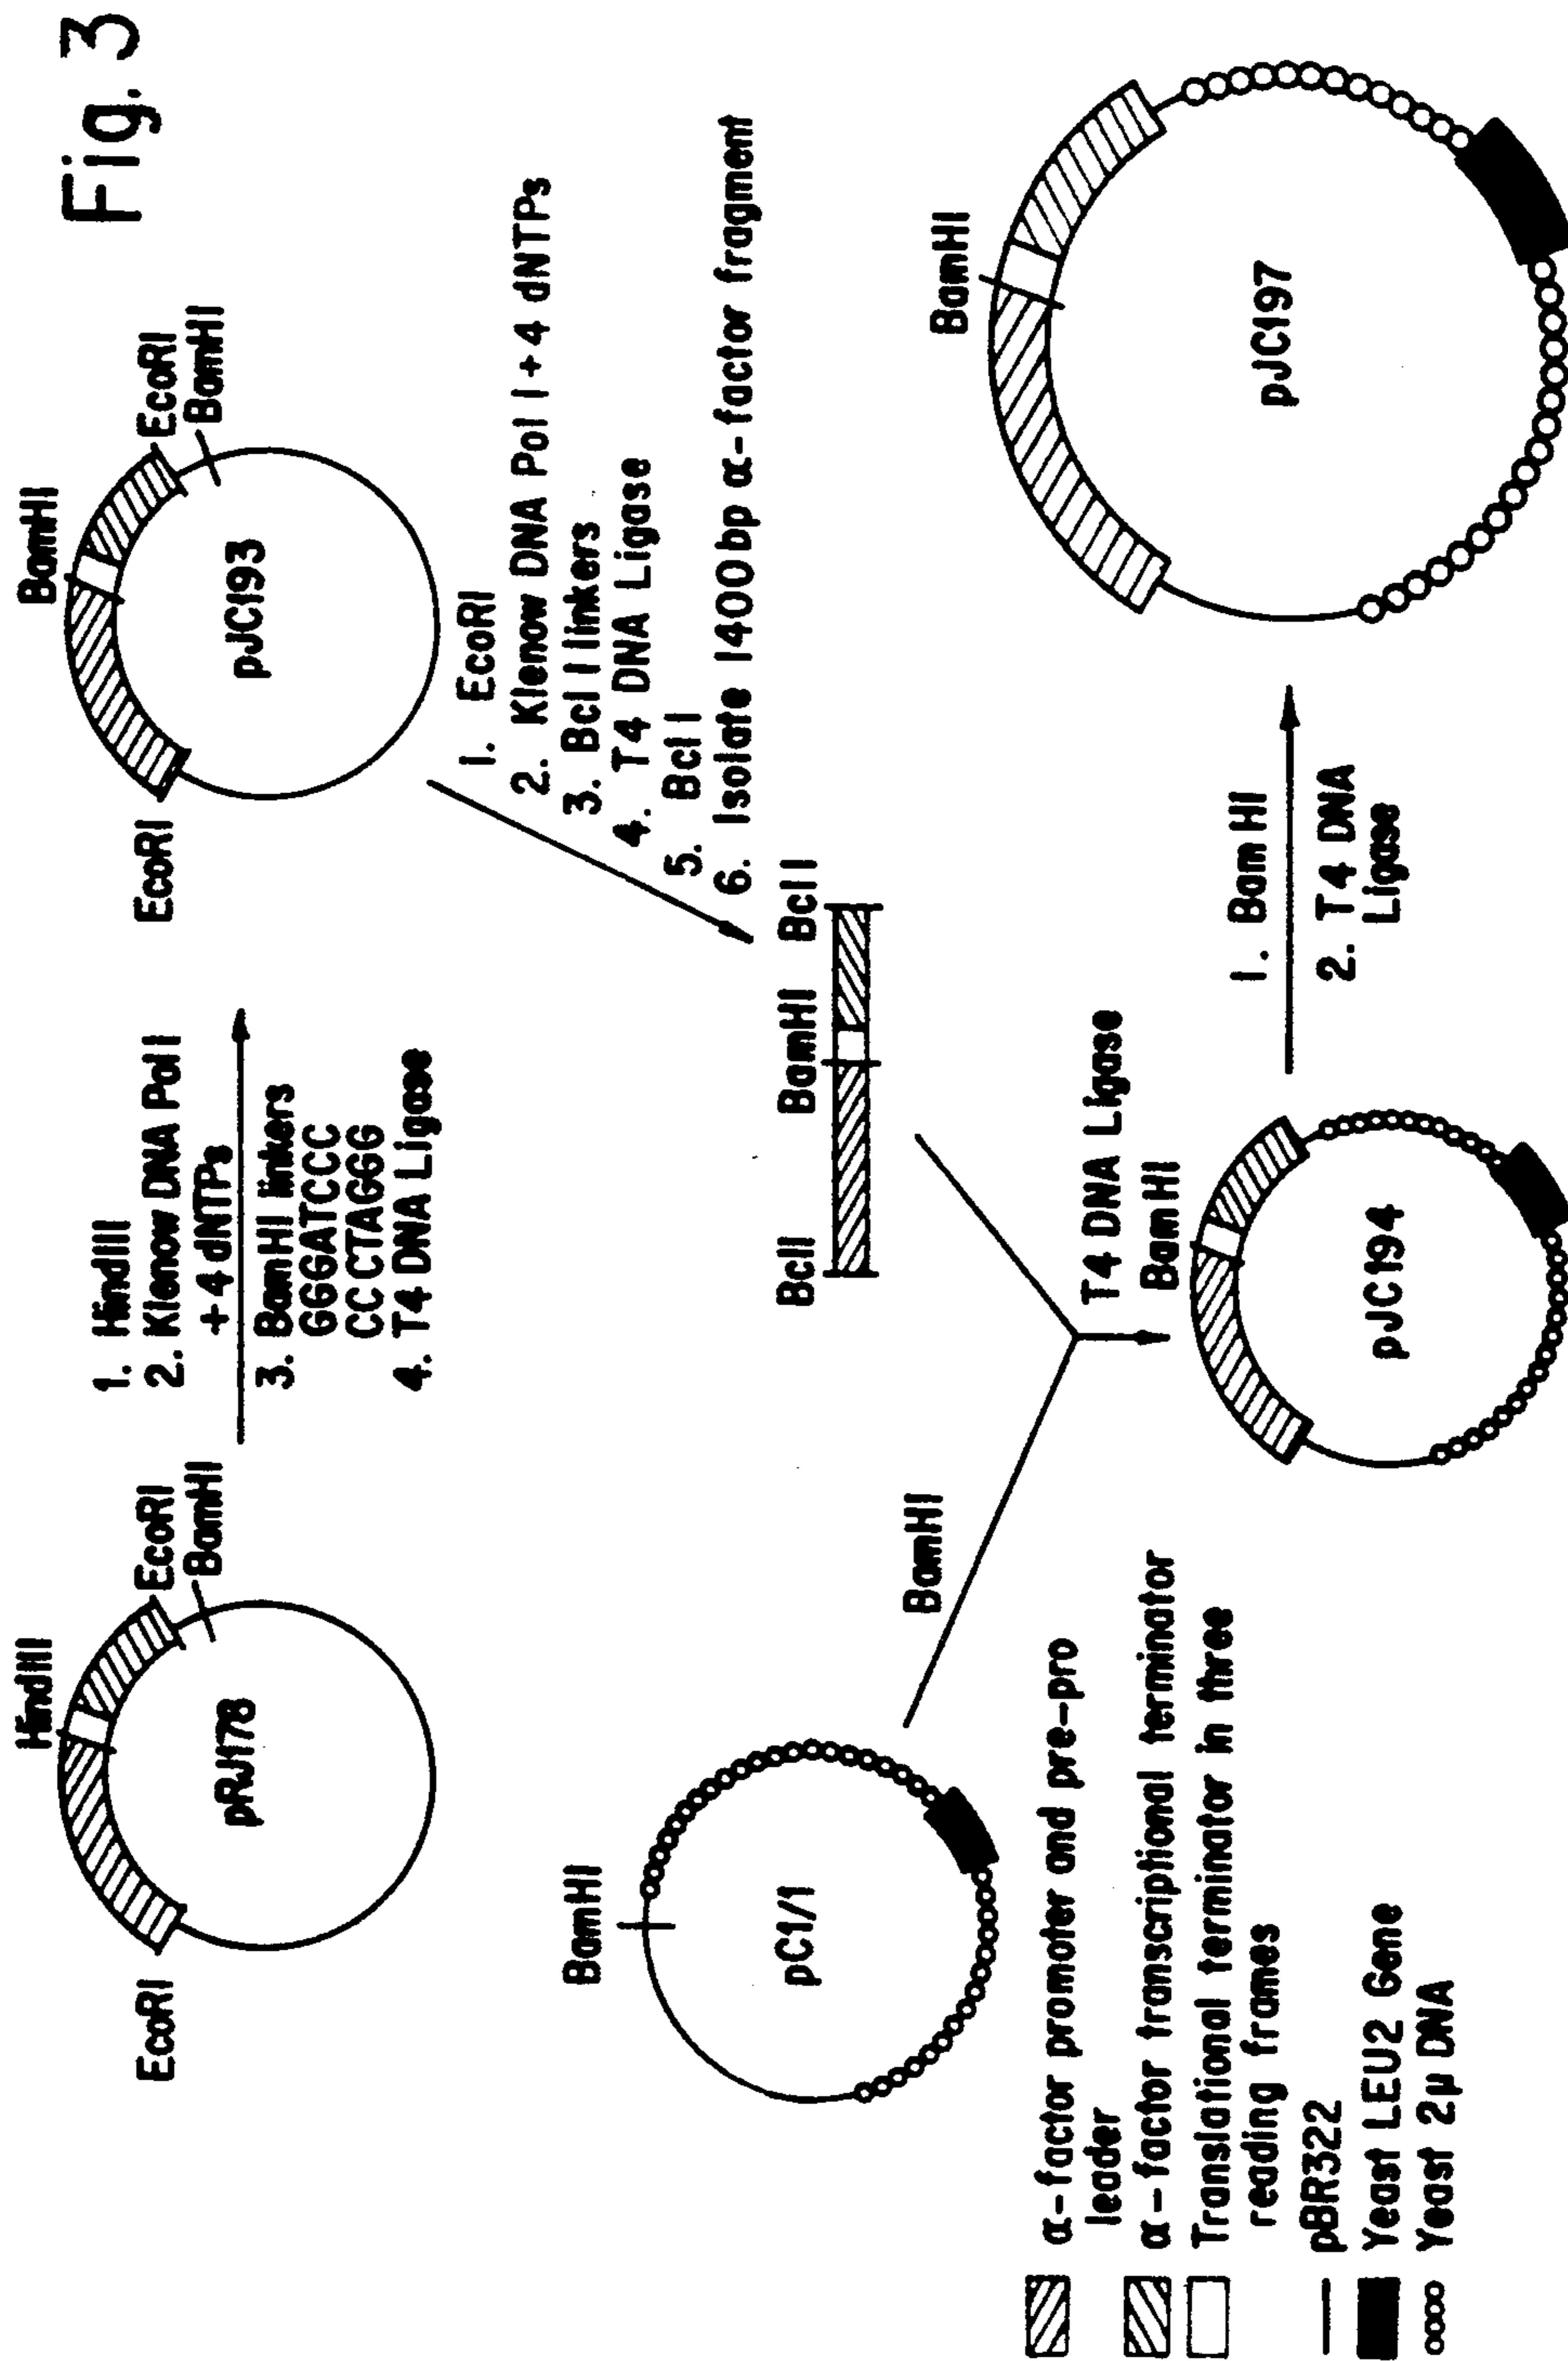 Fig. 3
HindIII
EcoRI
EcoRI
BamHI
pRJ178
1. HindIII
2. Klenow DNA Pol I
+4 dNTPs
3. BamHI linkers
GGGATCCC
CCCTAGGG
4. T4 DNA Ligase
BamHI
EcoRI
EcoRI
BamHI
pJC193
1. EcoRI
2. Klenow DNA Pol I + 4 dNTPs
3. Bcl I linkers
4. T4 DNA Ligase
5. Bcl I
6. Isolate 1400bp α-factor fragment
BamHI
pC1/1
BamHI
BclI
BamHI
Bcl I
T4 DNA Ligase
Bam HI
pJC194
1. Bam HI
2. T4 DNA
Ligase
BamHI
pJC197
α-factor promoter and pre-pro
leader
α-factor transcriptional terminator
Translational terminator in three
reading frames
pBR322
Yeast LEU2 Gene
Yeast 2μ DNA